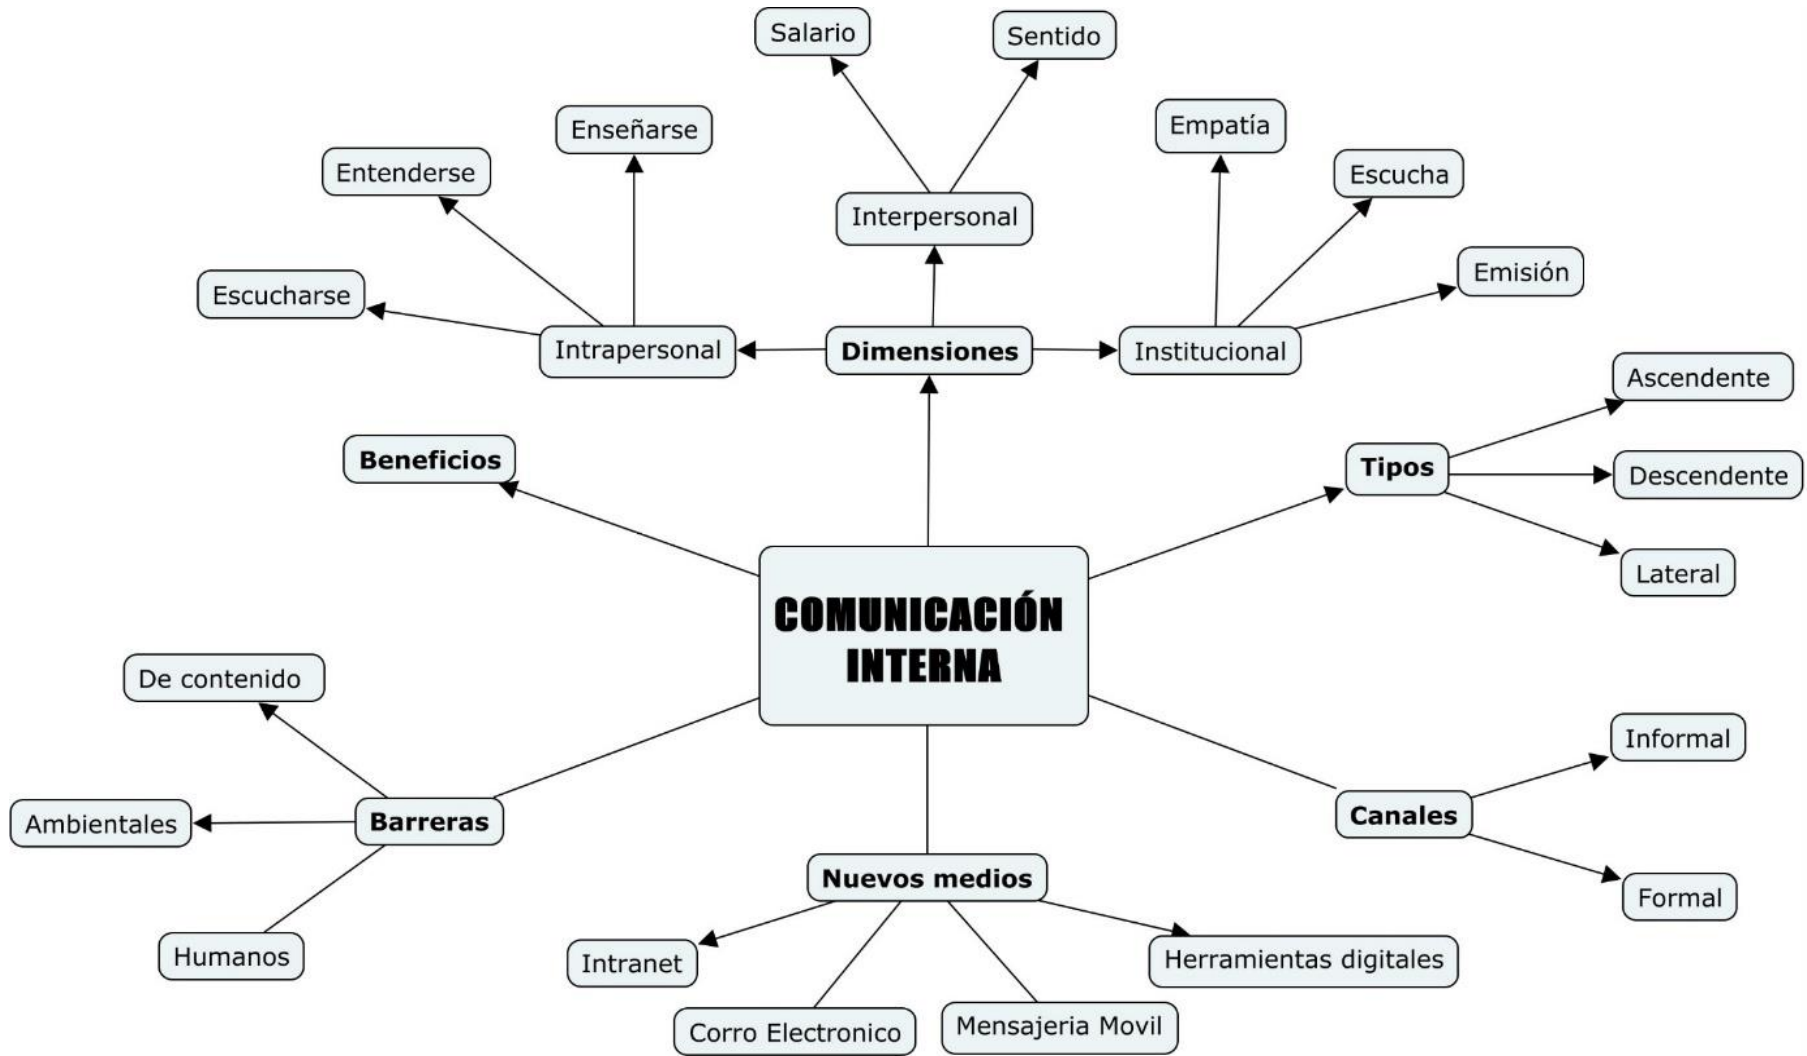 Salario
Sentido
Enseñarse
Empatía
Entenderse
Escucha
Interpersonal
Emisión
Escucharse
Intrapersonal
Dimensiones
Institucional
Ascendente
Beneficios
Tipos
Descendente
Lateral
COMUNICACIÓN
INTERNA
De contenido
Informal
Ambientales
Barreras
Canales
Nuevos medios
Formal
Humanos
Intranet
Herramientas digitales
Corro Electronico
Mensajeria Movil